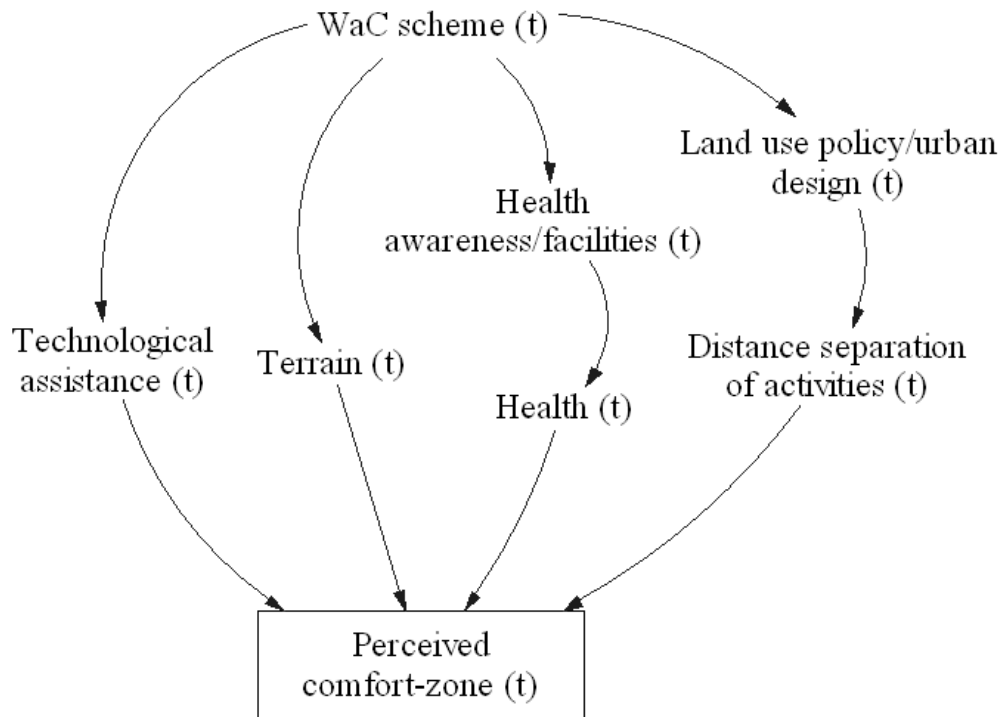 WaC scheme (t)
Land use policy/urban
design (t)
Health
awareness/facilities (t)
Technological
assistance (t)
Terrain (t)
Distance separation
of activities (t)
Health (t)
Perceived
comfort-zone (t)